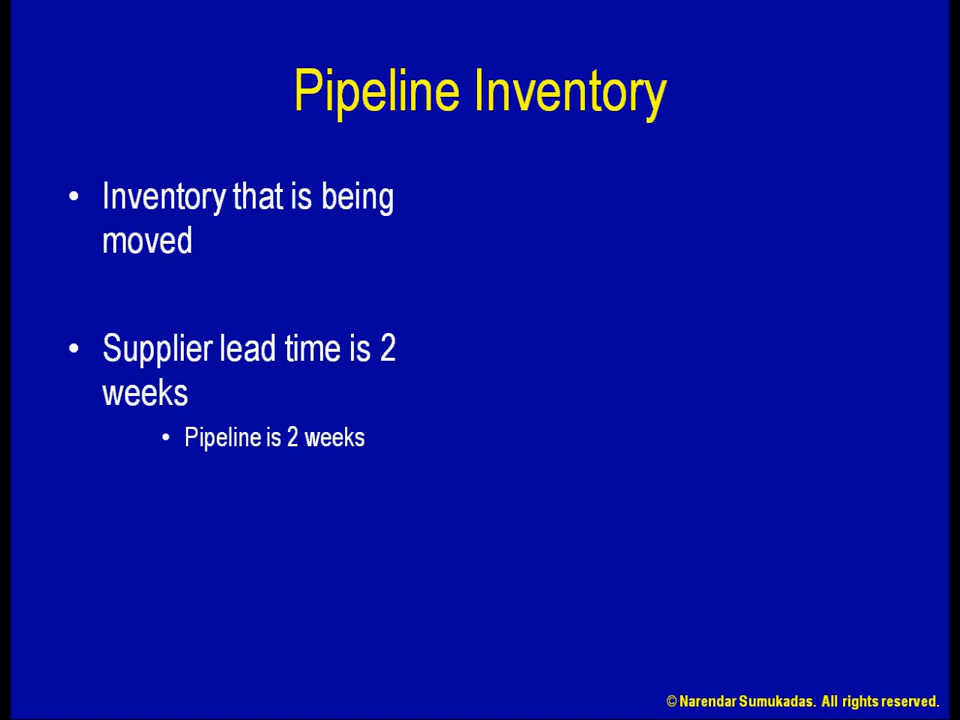 Pipeline Inventory
• Inventory that is being
moved
• Supplier lead time is 2
weeks
• Pipeline is 2 weeks
© Narendar Sumukadas. All rights reserved.